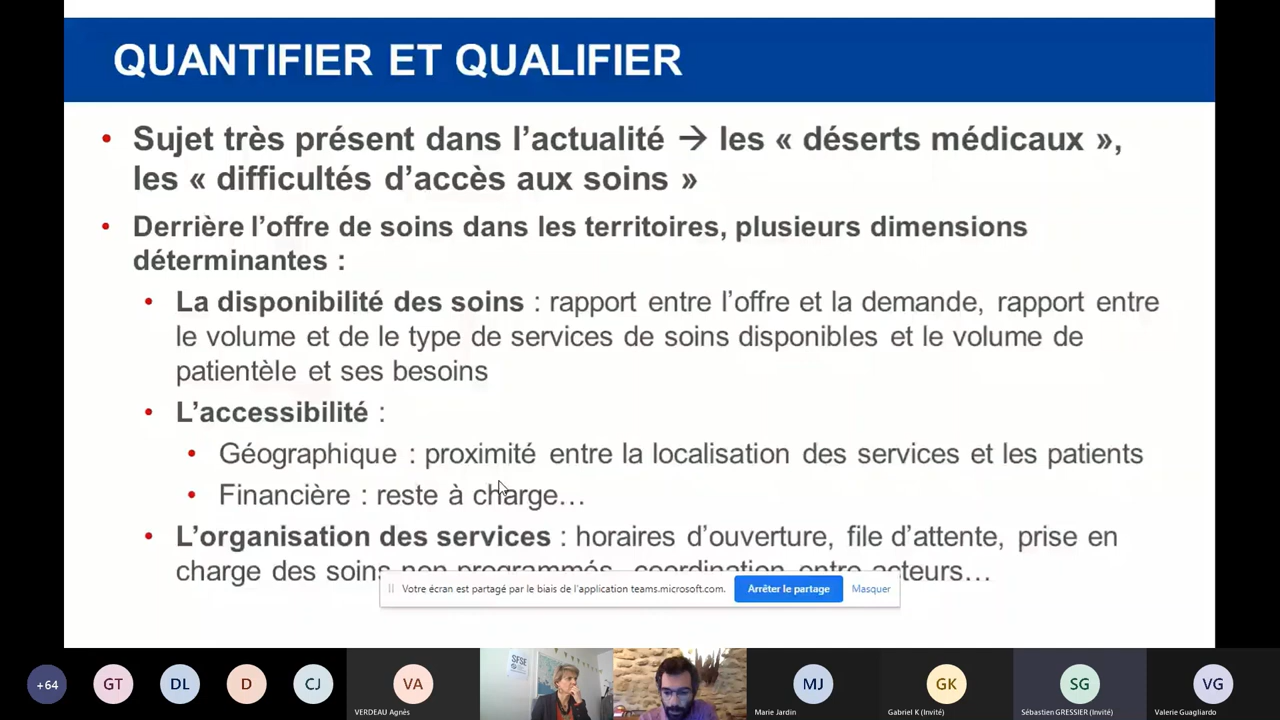 QUANTIFIER ET QUALIFIER
• Sujet très présent dans l’actualité → les « déserts médicaux »,
les « difficultés d’accès aux soins »
• Derrière l’offre de soins dans les territoires, plusieurs dimensions
déterminantes :
• La disponibilité des soins : rapport entre l’offre et la demande, rapport entre
le volume et de le type de services de soins disponibles et le volume de
patientèle et ses besoins
• L’accessibilité :
• Géographique : proximité entre la localisation des services et les patients
• Financière : reste à charge…
• L’organisation des services : horaires d’ouverture, file d’attente, prise en
charge des soins non programmés, coordination entre acteurs…
Votre écran est partagé par le biais de l'application teams.microsoft.com.
Arrêter le partage
Masquer
+64
GT
DL
D
CJ
VA
VERDEAU Agnès
SFSE
MJ
Marie Jardin
GK
Gabriel K (Invité)
SG
Sébastien GRESSIER (Invité)
VG
Valerie Guagliardo